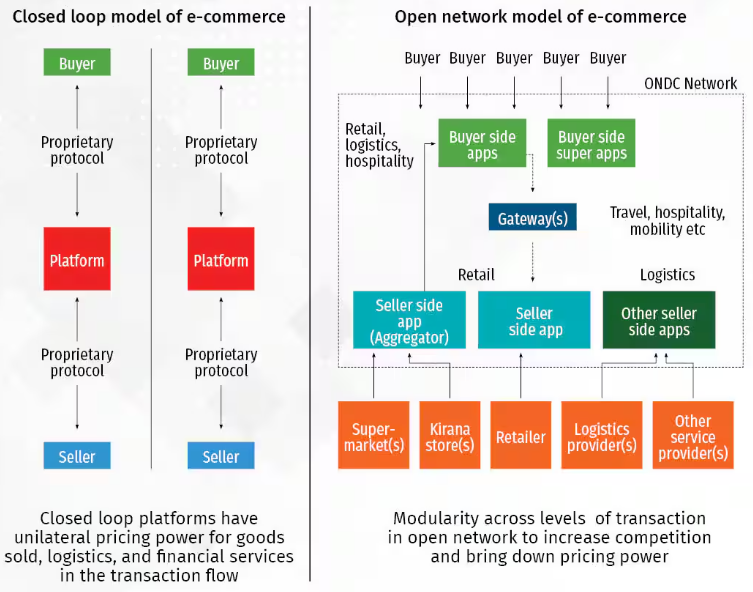 Closed loop model of e-commerce
Buyer
Buyer
Proprietary
protocol
Proprietary
protocol
Platform
Platform
Proprietary
protocol
Proprietary
protocol
Seller
Seller
Closed loop platforms have
unilateral pricing power for goods
sold, logistics, and financial services
in the transaction flow
Open network model of e-commerce
Buyer Buyer Buyer Buyer Buyer
ONDC Network
Retail,
logistics,
hospitality
Buyer side
apps
Buyer side
super apps
Gateway(s)
Travel, hospitality,
mobility etc
Retail
Logistics
Seller side
app
(Aggregator)
Seller
side app
Other seller
side apps
Super-
market(s)
Kirana
store(s)
Retailer
Logistics
provider(s)
Other
service
provider(s)
Modularity across levels of transaction
in open network to increase competition
and bring down pricing power